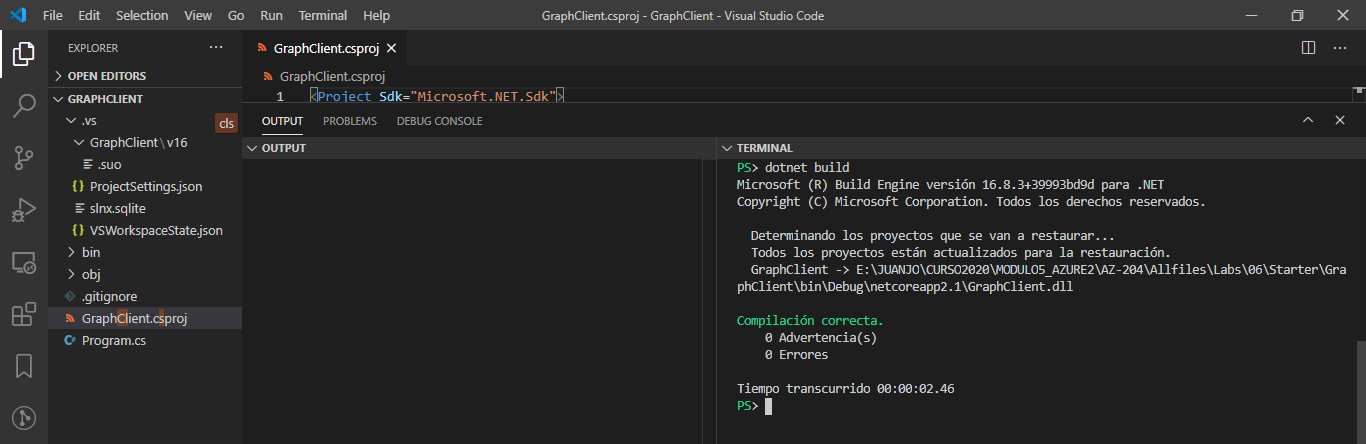 File Edit Selection View Go Run Terminal Help GraphClient.csproj - GraphClient - Visual Studio Code
EXPLORER
GraphClient.csproj
OPEN EDITORS
GraphClient.csproj
GRAPHCLIENT
1 <Project Sdk="Microsoft.NET.Sdk">
.vs
cls
GraphClient\v16
.suo
ProjectSettings.json
slnx.sqlite
VSWorkspaceState.json
bin
obj
.gitignore
GraphClient.csproj
Program.cs
OUTPUT PROBLEMS DEBUG CONSOLE
OUTPUT
TERMINAL
PS> dotnet build
Microsoft (R) Build Engine versión 16.8.3+39993bd9d para .NET
Copyright (C) Microsoft Corporation. Todos los derechos reservados.
Determinando los proyectos que se van a restaurar...
Todos los proyectos están actualizados para la restauración.
GraphClient -> E:\JUANJO\CURSO2020\MODULO5_AZURE2\AZ-204\Allfiles\Labs\06\Starter\Gra
phClient\bin\Debug\netcoreapp2.1\GraphClient.dll
Compilación correcta.
0 Advertencia(s)
0 Errores
Tiempo transcurrido 00:00:02.46
PS>